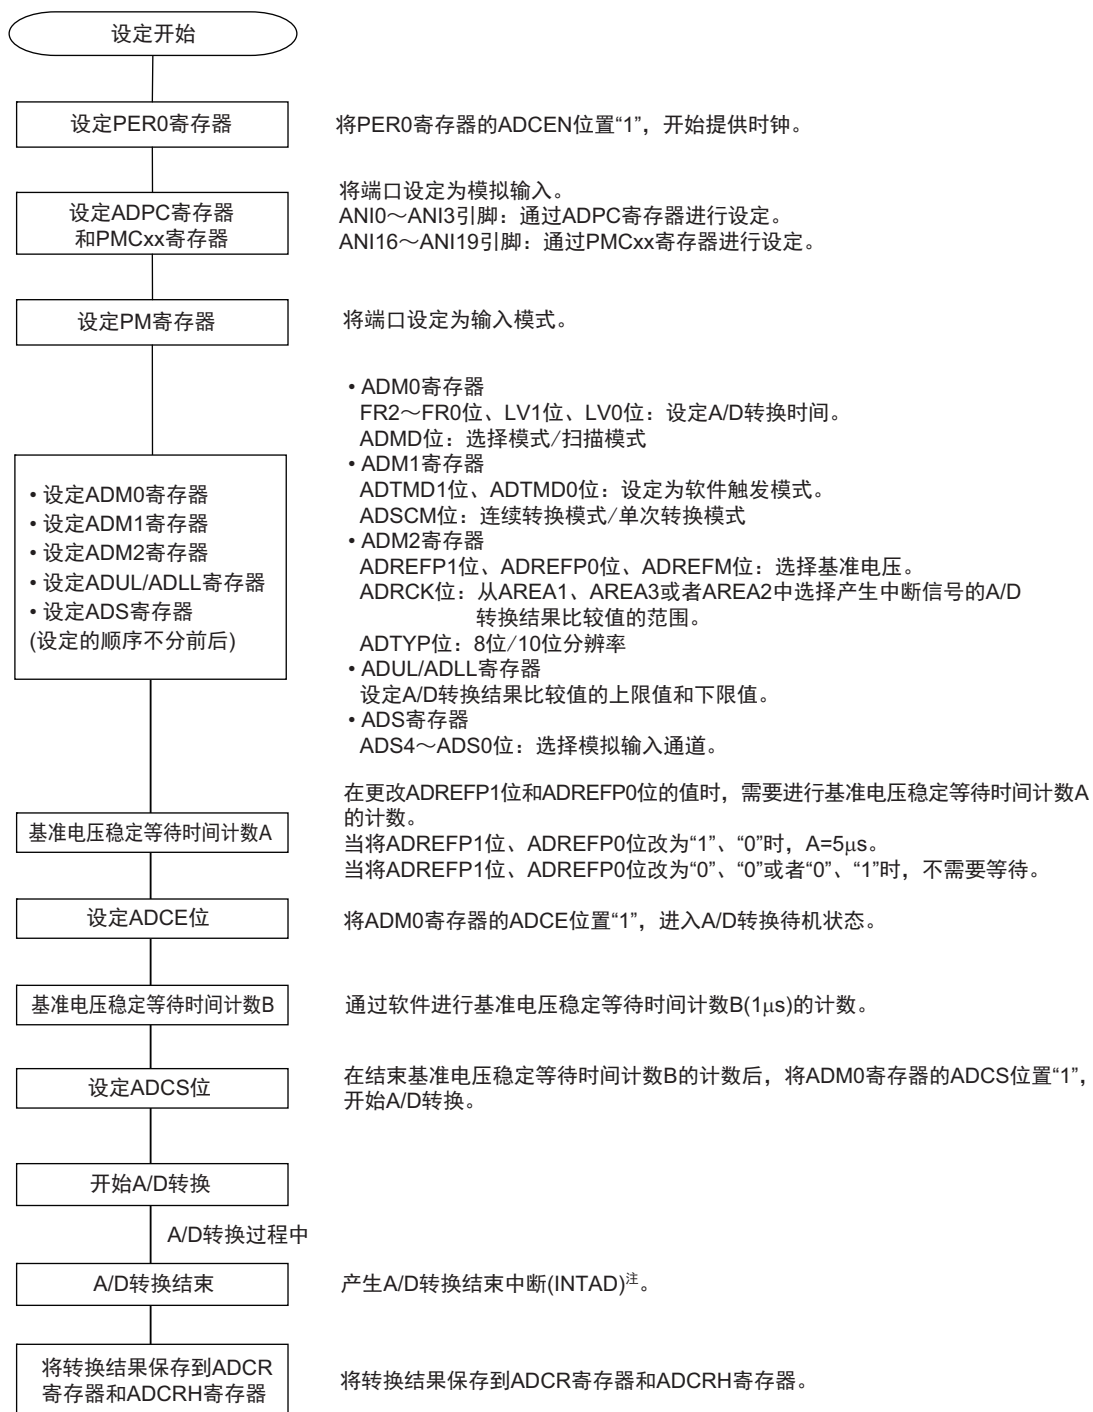 设定开始
设定PER0寄存器
将PER0寄存器的ADCEN位置“1”，开始提供时钟。
设定ADPC寄存器
和PMCxx寄存器
将端口设定为模拟输入。
ANI0～ANI3引脚：通过ADPC寄存器进行设定。
ANI16～ANI19引脚：通过PMCxx寄存器进行设定。
设定PM寄存器
将端口设定为输入模式。
• 设定ADM0寄存器
• 设定ADM1寄存器
• 设定ADM2寄存器
• 设定ADUL/ADLL寄存器
• 设定ADS寄存器
(设定的顺序不分前后)
• ADM0寄存器
FR2～FR0位、LV1位、LV0位：设定A/D转换时间。
ADMD位：选择模式/扫描模式
• ADM1寄存器
ADTMD1位、ADTMD0位：设定为软件触发模式。
ADSCM位：连续转换模式/单次转换模式
• ADM2寄存器
ADREFP1位、ADREFP0位、ADREFM位：选择基准电压。
ADRCK位：从AREA1、AREA3或者AREA2中选择产生中断信号的A/D
转换结果比较值的范围。
ADTYP位：8位/10位分辨率
• ADUL/ADLL寄存器
设定A/D转换结果比较值的上限值和下限值。
• ADS寄存器
ADS4～ADS0位：选择模拟输入通道。
基准电压稳定等待时间计数A
在更改ADREFP1位和ADREFP0位的值时，需要进行基准电压稳定等待时间计数A
的计数。
当将ADREFP1位、ADREFP0位改为“1”、“0”时，A=5μs。
当将ADREFP1位、ADREFP0位改为“0”、“0”或者“0”、“1”时，不需要等待。
设定ADCE位
将ADM0寄存器的ADCE位置“1”，进入A/D转换待机状态。
基准电压稳定等待时间计数B
通过软件进行基准电压稳定等待时间计数B(1μs)的计数。
设定ADCS位
在结束基准电压稳定等待时间计数B的计数后，将ADM0寄存器的ADCS位置“1”，
开始A/D转换。
开始A/D转换
A/D转换过程中
A/D转换结束
产生A/D转换结束中断(INTAD)注。
将转换结果保存到ADCR
寄存器和ADCRH寄存器
将转换结果保存到ADCR寄存器和ADCRH寄存器。